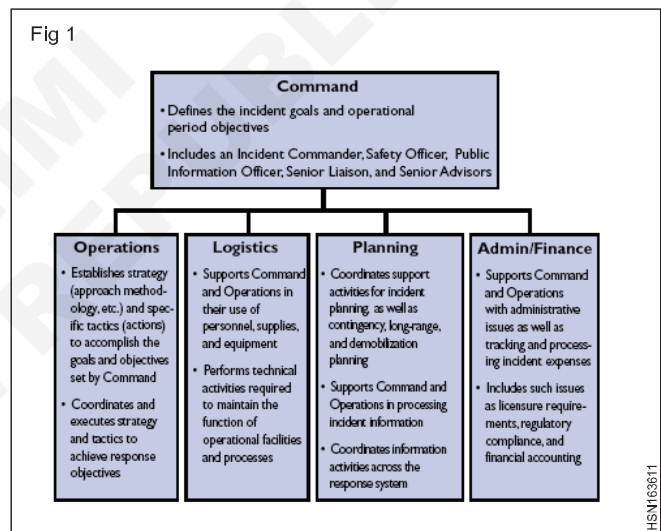 Fig 1
Command
• Defines the incident goals and operational
period objectives
• Includes an Incident Commander, Safety Officer, Public
Information Officer, Senior Liaison, and Senior Advisors
Operations
• Establishes strategy
(approach method-
ology, etc.) and spec-
ific tactics (actions)
to accomplish the
goals and objectives
set by Command
• Coordinates and
executes strategy
and tactics to
achieve response
objectives
Logistics
• Supports Command
and Operations in
their use of
personnel, supplies,
and equipment
• Performs technical
activities required
to maintain the
function of
operational facilities
and processes
Planning
• Coordinates support
activities for incident
planning, as well as
contingency, long-range,
and demobilization
planning
• Supports Command and
Operations in processing
incident information
• Coordinates information
activities across the
response system
Admin/Finance
• Supports Command
and Operations
with administrative
issues as well as
tracking and process-
ing incident expenses
• Includes such issues
as licensure require-
ments, regulatory
compliance, and
financial accounting
HSN163611